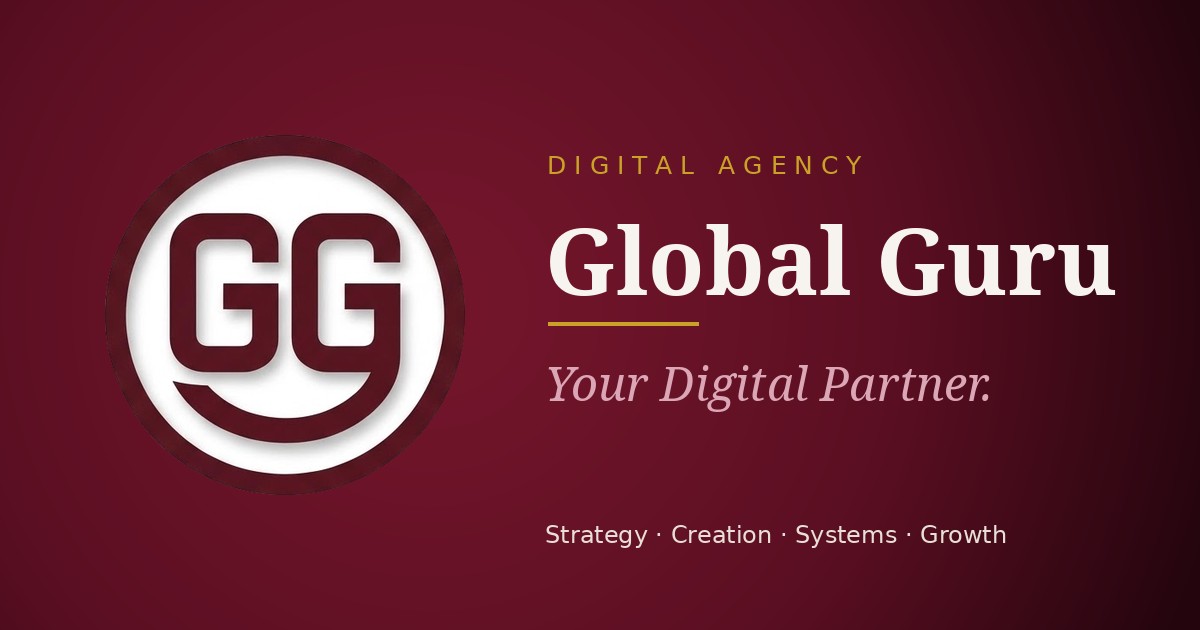 GG
DIGITAL AGENCY
Global Guru
Your Digital Partner.
Strategy · Creation · Systems · Growth